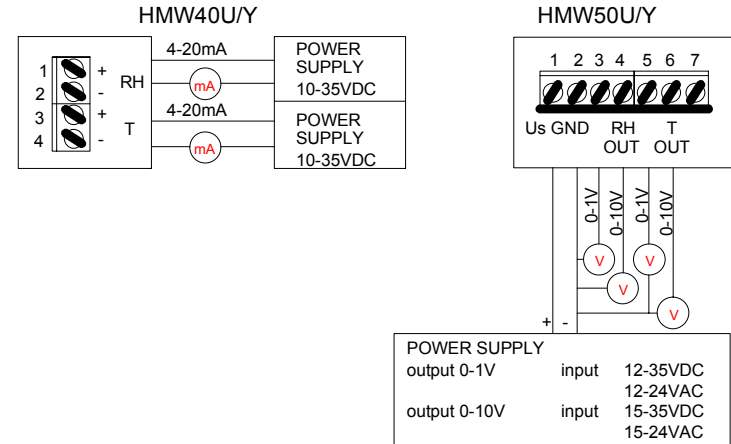 HMW40U/Y
1
2
3
4
+
-
+
-
RH
T
4-20mA
mA
4-20mA
mA
POWER
SUPPLY
10-35VDC
POWER
SUPPLY
10-35VDC
HMW50U/Y
1 2 3 4 5 6 7
Us GND RH T
OUT OUT
0-1V
0-10V
0-1V
0-10V
V
V
V
V
+ -
POWER SUPPLY
output 0-1V input 12-35VDC
12-24VAC
output 0-10V input 15-35VDC
15-24VAC